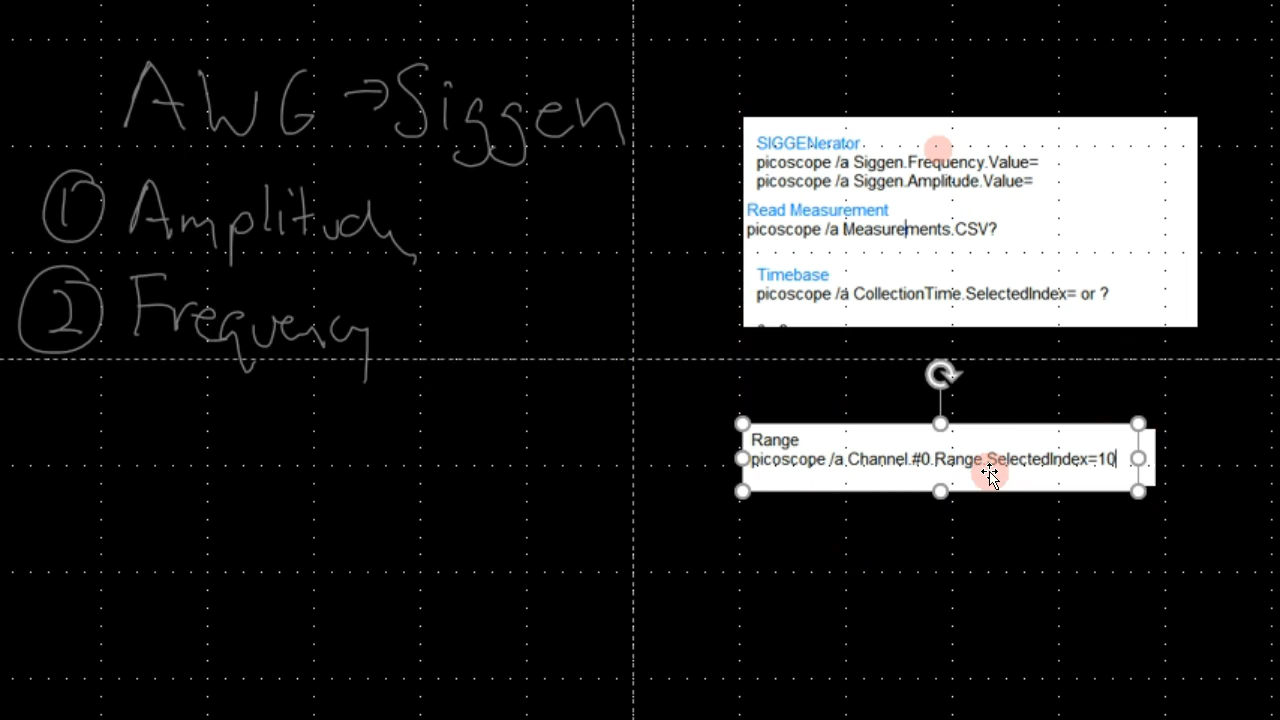 AWG → Siggen
① Amplitude
② Frequency
SIGGENerator
picoscope /a Siggen.Frequency.Value=
picoscope /a Siggen.Amplitude.Value=
Read Measurement
picoscope /a Measurements.CSV?
Timebase
picoscope /a CollectionTime.SelectedIndex= or ?
Range
picoscope /a Channel.#0.Range.SelectedIndex=10